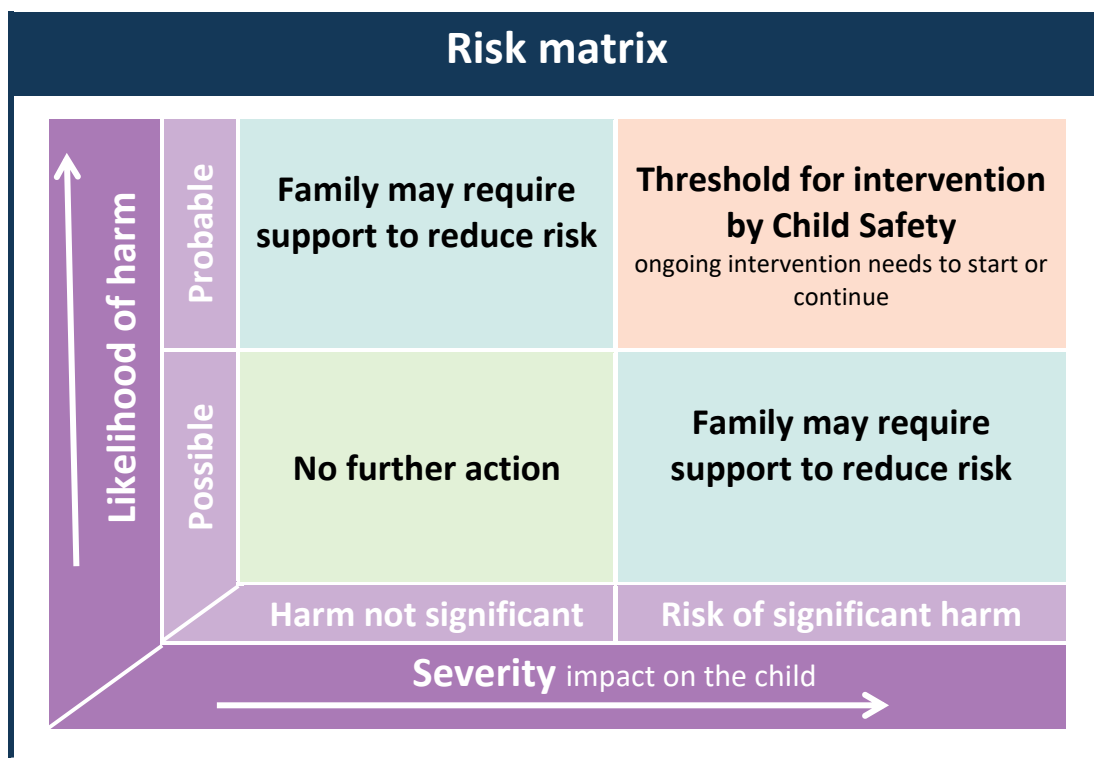 Risk matrix
Likelihood of harm
Probable
Family may require
support to reduce risk
Threshold for intervention
by Child Safety
ongoing intervention needs to start or
continue
Possible
No further action
Family may require
support to reduce risk
Harm not significant
Risk of significant harm
Severity impact on the child